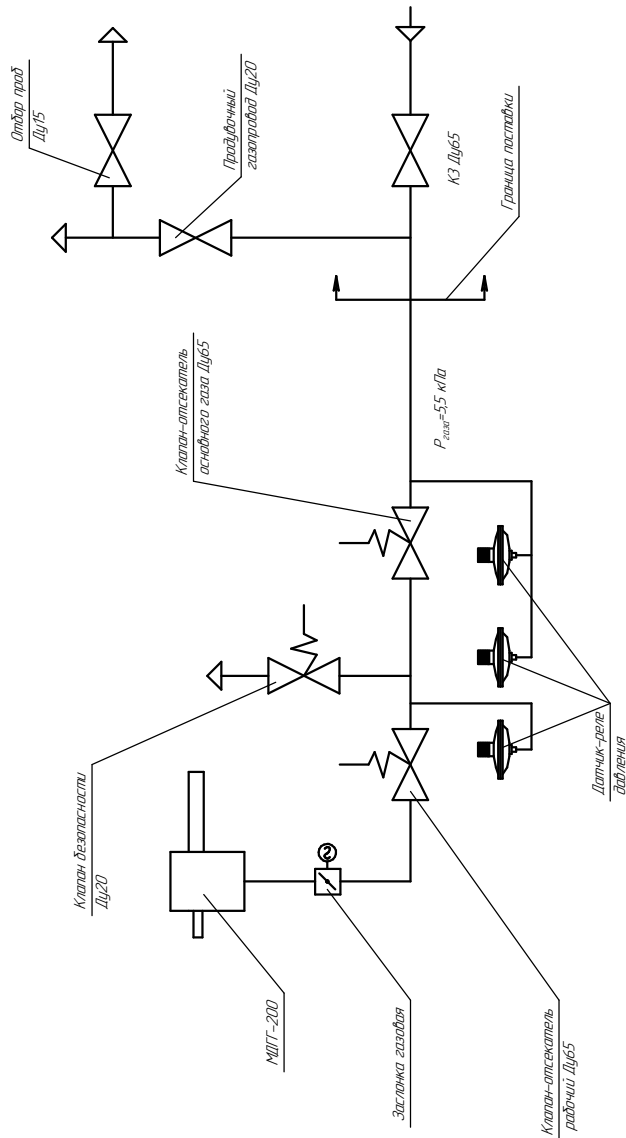 Отбор проб
Ду15
Продувочный
газопровод Ду20
КЗ Ду65
Граница поставки
Клапан-отсекатель
основного газа Ду65
Pгаза=5,5 кПа
Клапан безопасности
Ду20
Датчик-реле
давления
МДГГ-200
Заслонка газовая
Клапан-отсекатель
рабочий Ду65